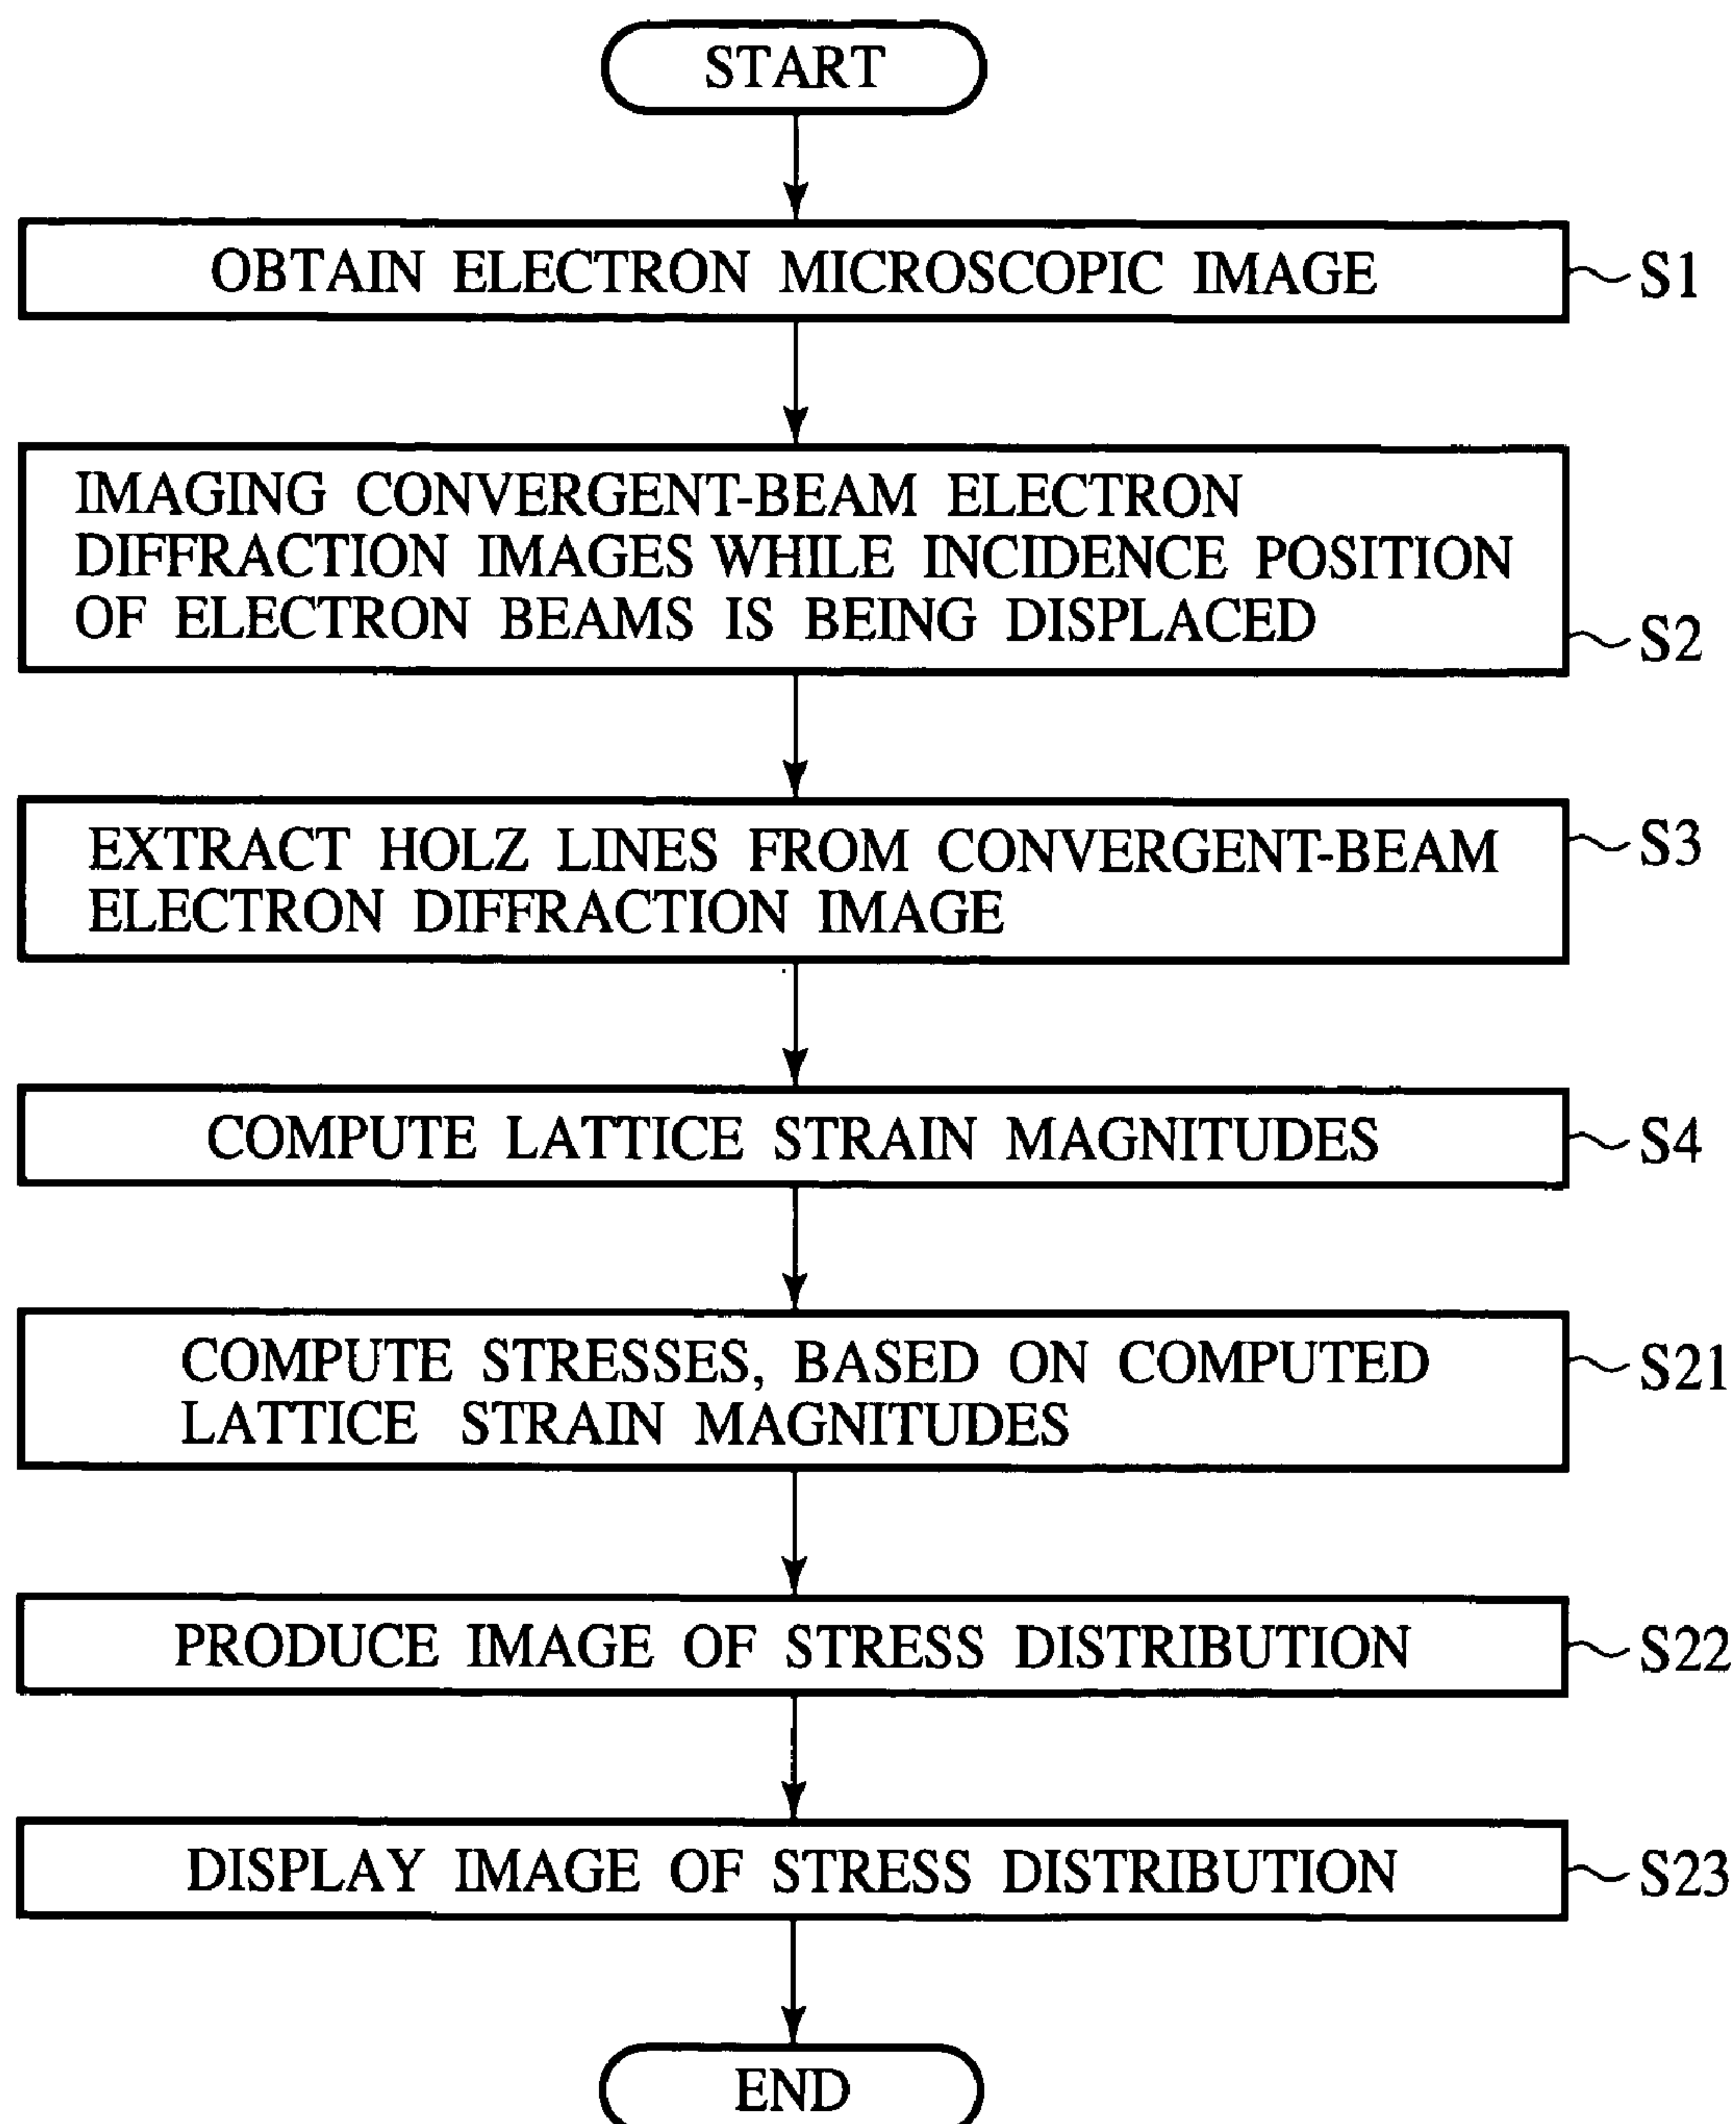 START
OBTAIN ELECTRON MICROSCOPIC IMAGE
S1
IMAGING CONVERGENT-BEAM ELECTRON
DIFFRACTION IMAGES WHILE INCIDENCE POSITION
OF ELECTRON BEAMS IS BEING DISPLACED
S2
EXTRACT HOLZ LINES FROM CONVERGENT-BEAM
ELECTRON DIFFRACTION IMAGE
S3
COMPUTE LATTICE STRAIN MAGNITUDES
S4
COMPUTE STRESSES, BASED ON COMPUTED
LATTICE STRAIN MAGNITUDES
S21
PRODUCE IMAGE OF STRESS DISTRIBUTION
S22
DISPLAY IMAGE OF STRESS DISTRIBUTION
S23
END